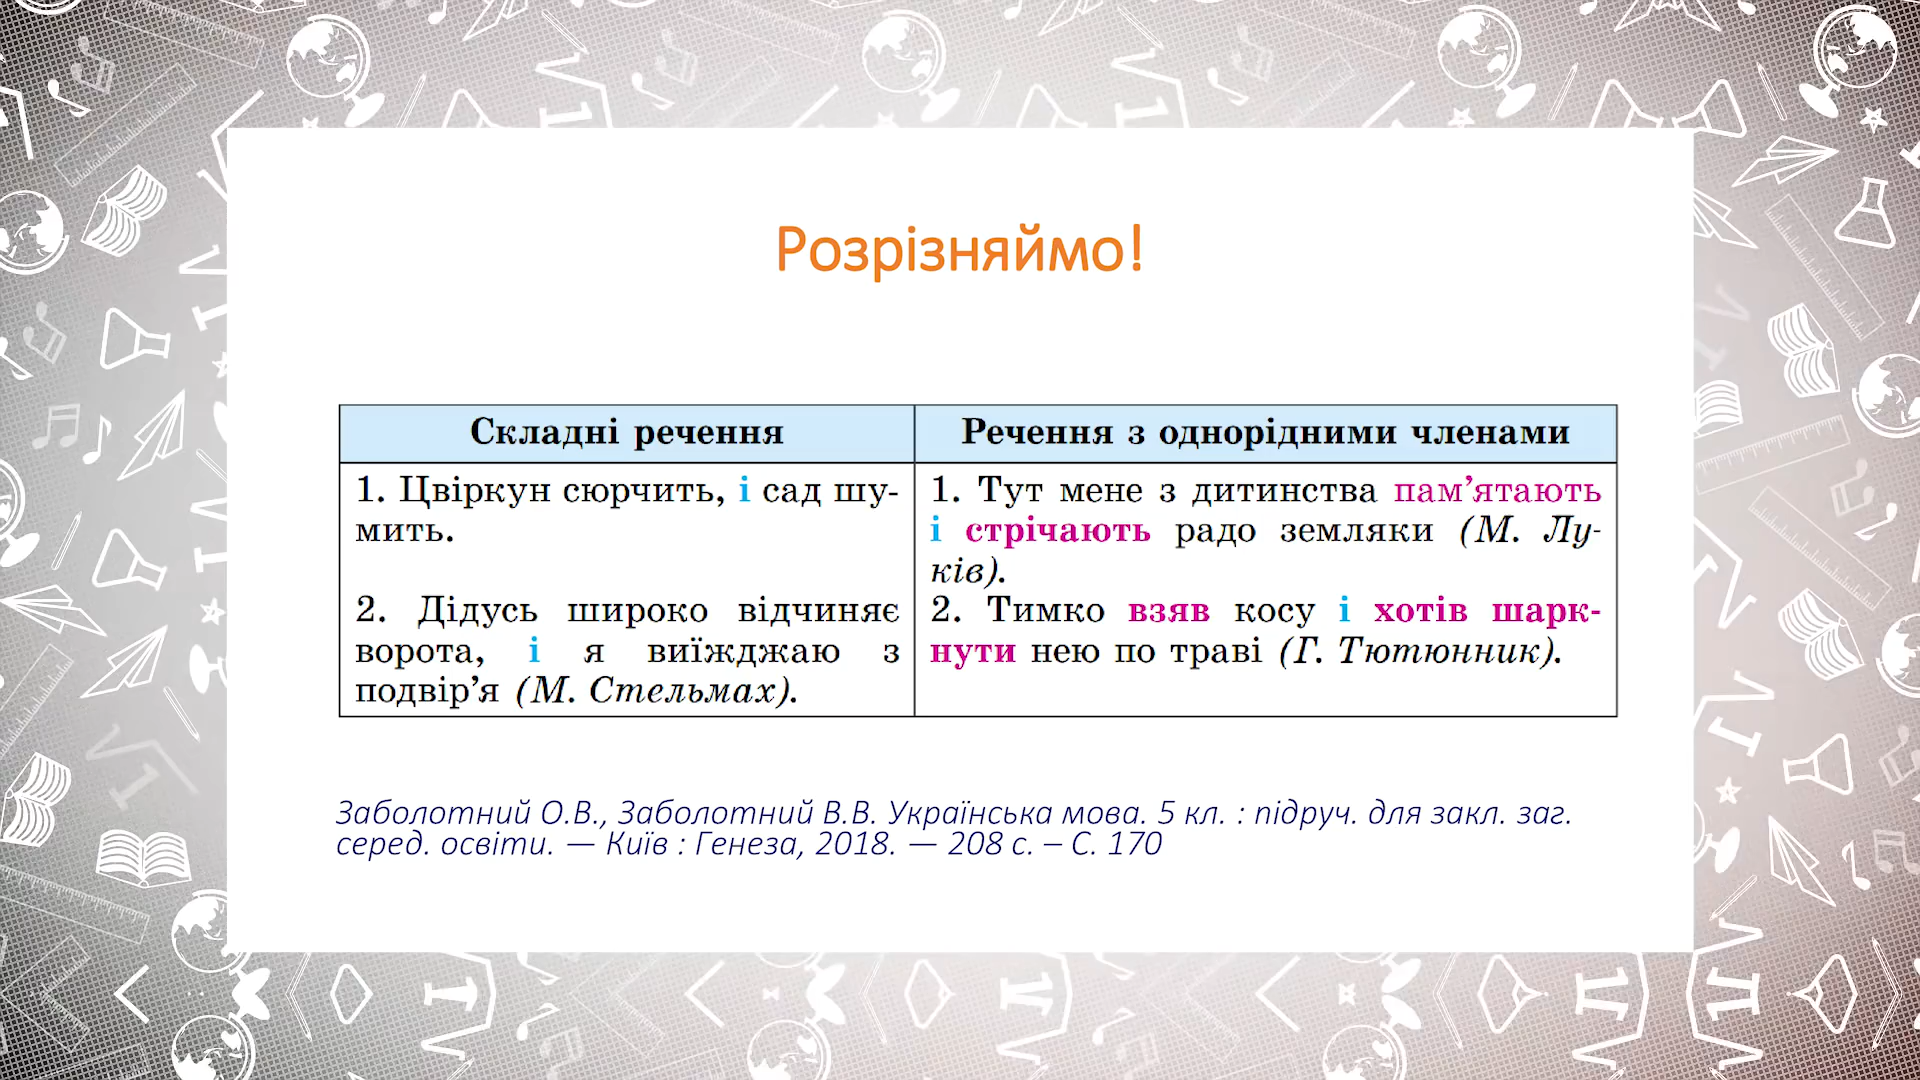 Розрізняймо!
Складні речення
Речення з однорідними членами
1. Цвіркун сюрчить, і сад шу-
мить.
2. Дідусь широко відчиняє
ворота, і я виїжджаю з
подвір’я (М. Стельмах).
1. Тут мене з дитинства пам’ятають
і стрічають радо земляки (М. Лу-
ків).
2. Тимко взяв косу і хотів шарк-
нути нею по траві (Г. Тютюнник).
Заболотний О.В., Заболотний В.В. Українська мова. 5 кл. : підруч. для закл. заг.
серед. освіти. — Київ : Генеза, 2018. — 208 с. – С. 170